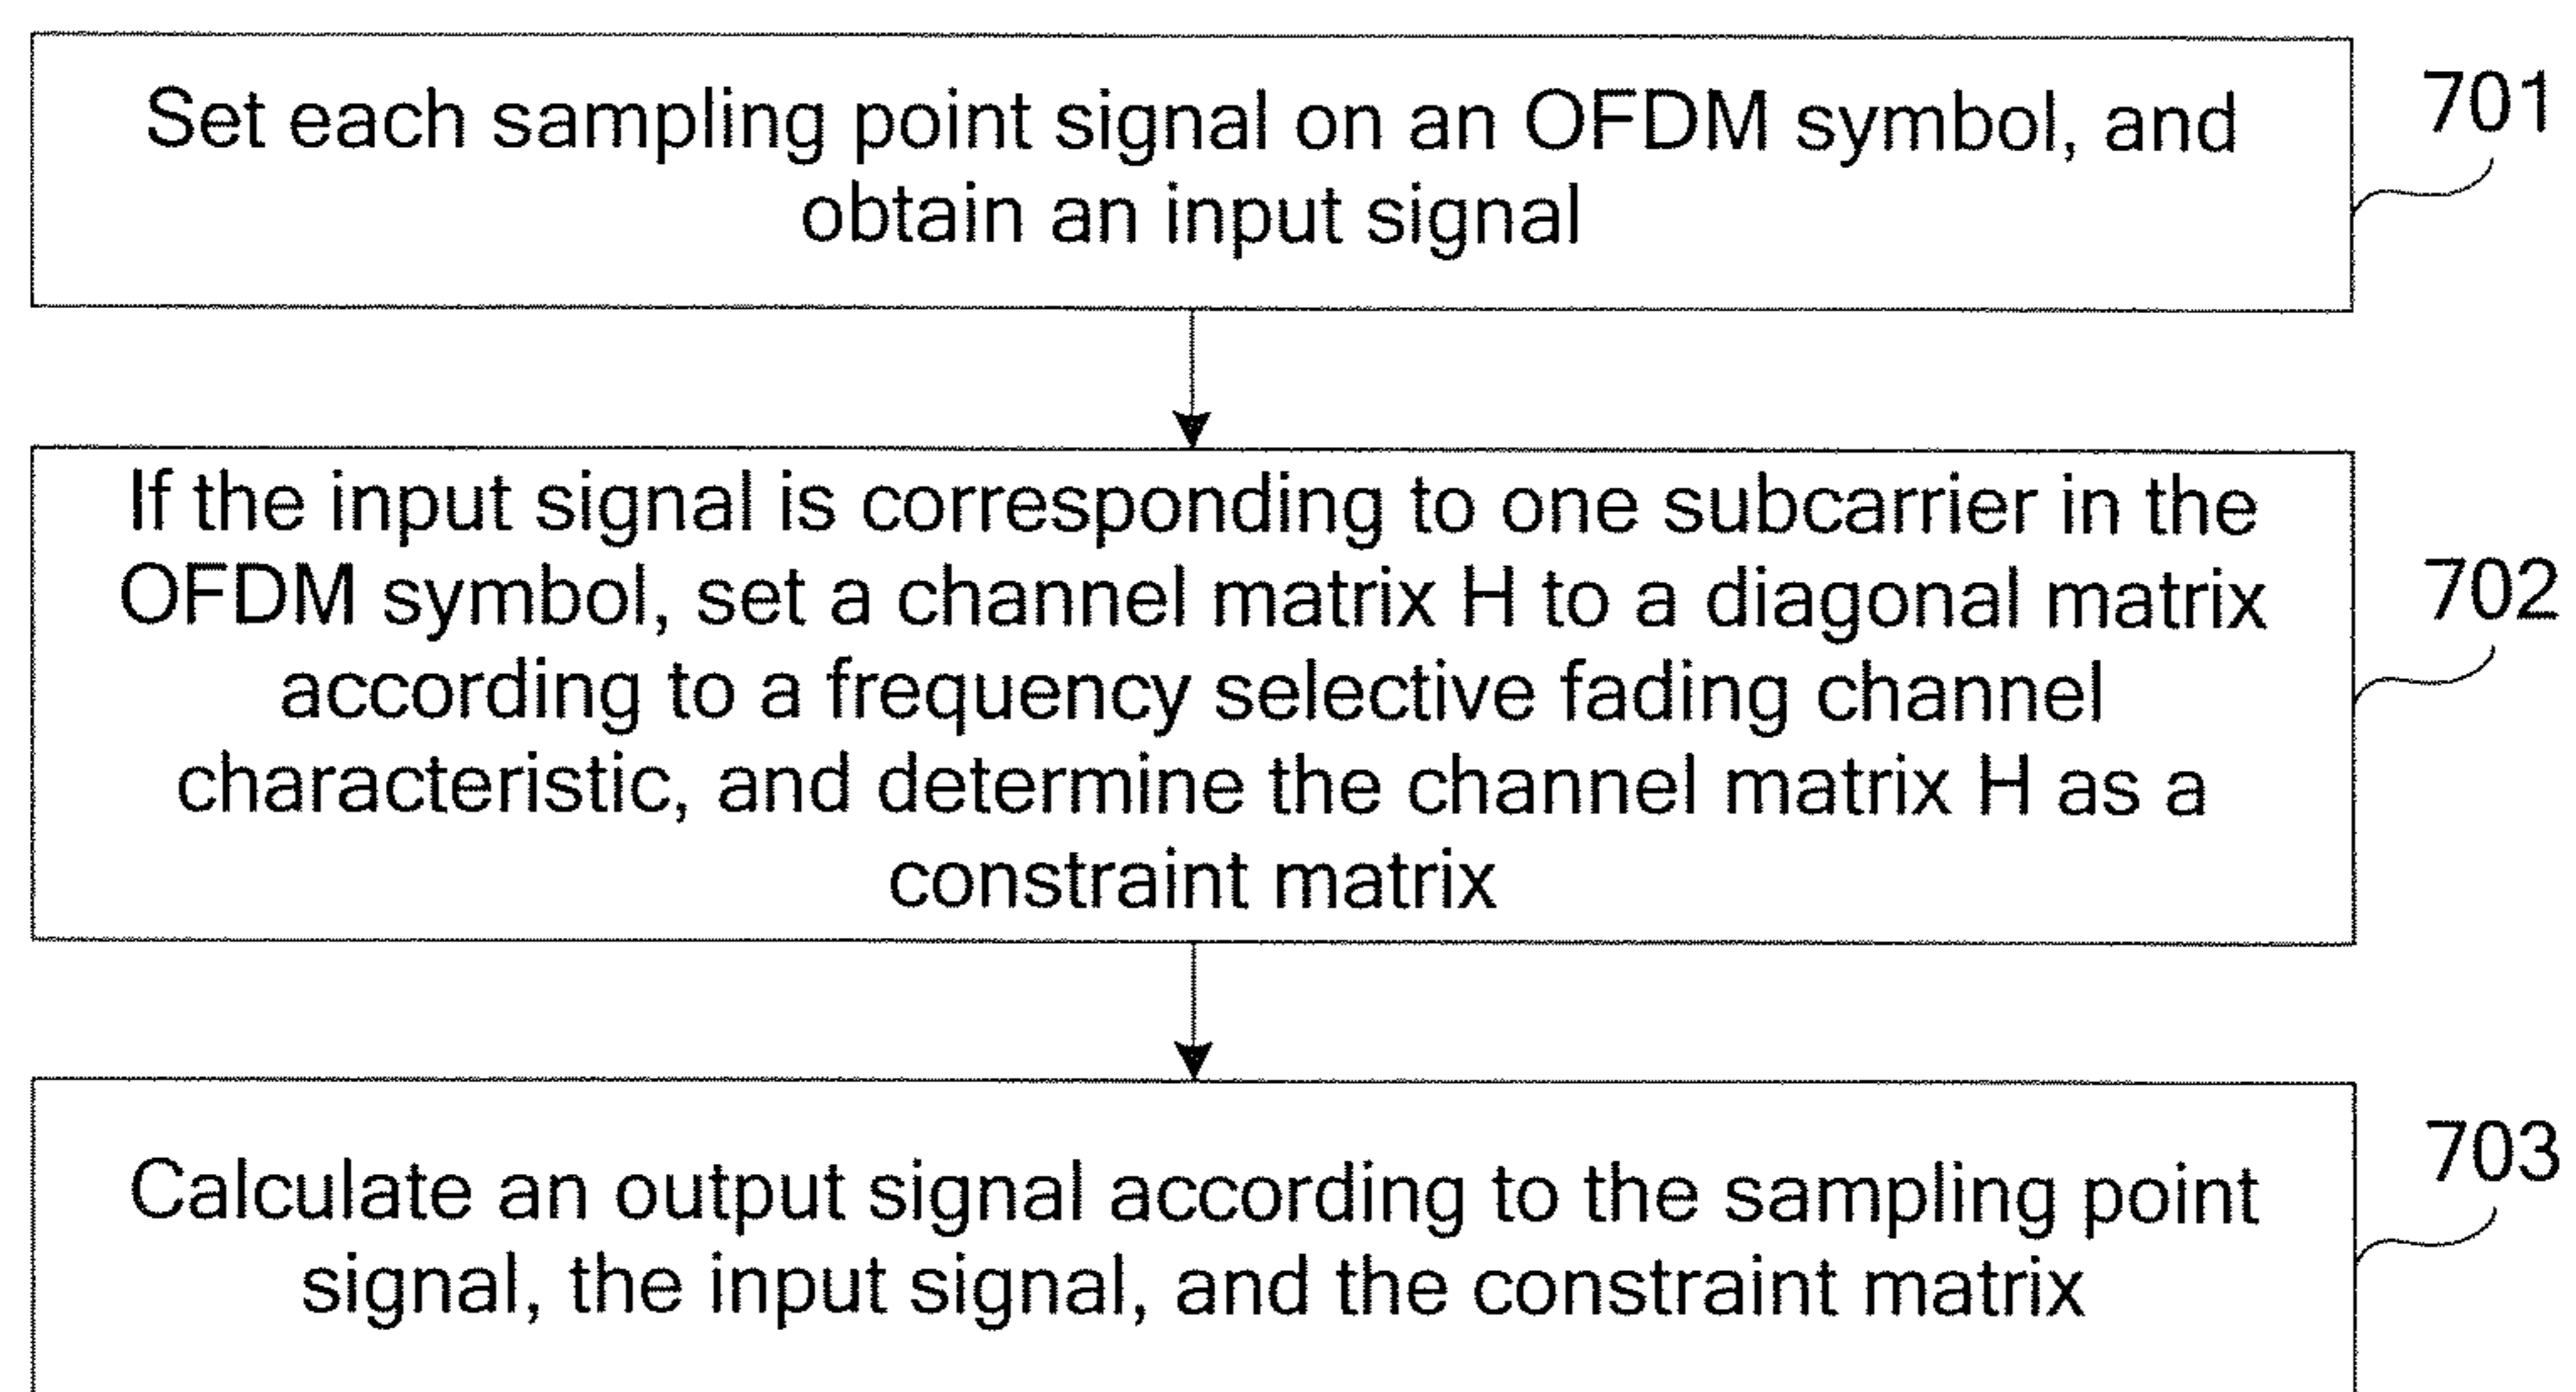 Set each sampling point signal on an OFDM symbol, and
obtain an input signal
701
If the input signal is corresponding to one subcarrier in the
OFDM symbol, set a channel matrix H to a diagonal matrix
according to a frequency selective fading channel
characteristic, and determine the channel matrix H as a
constraint matrix
702
Calculate an output signal according to the sampling point
signal, the input signal, and the constraint matrix
703